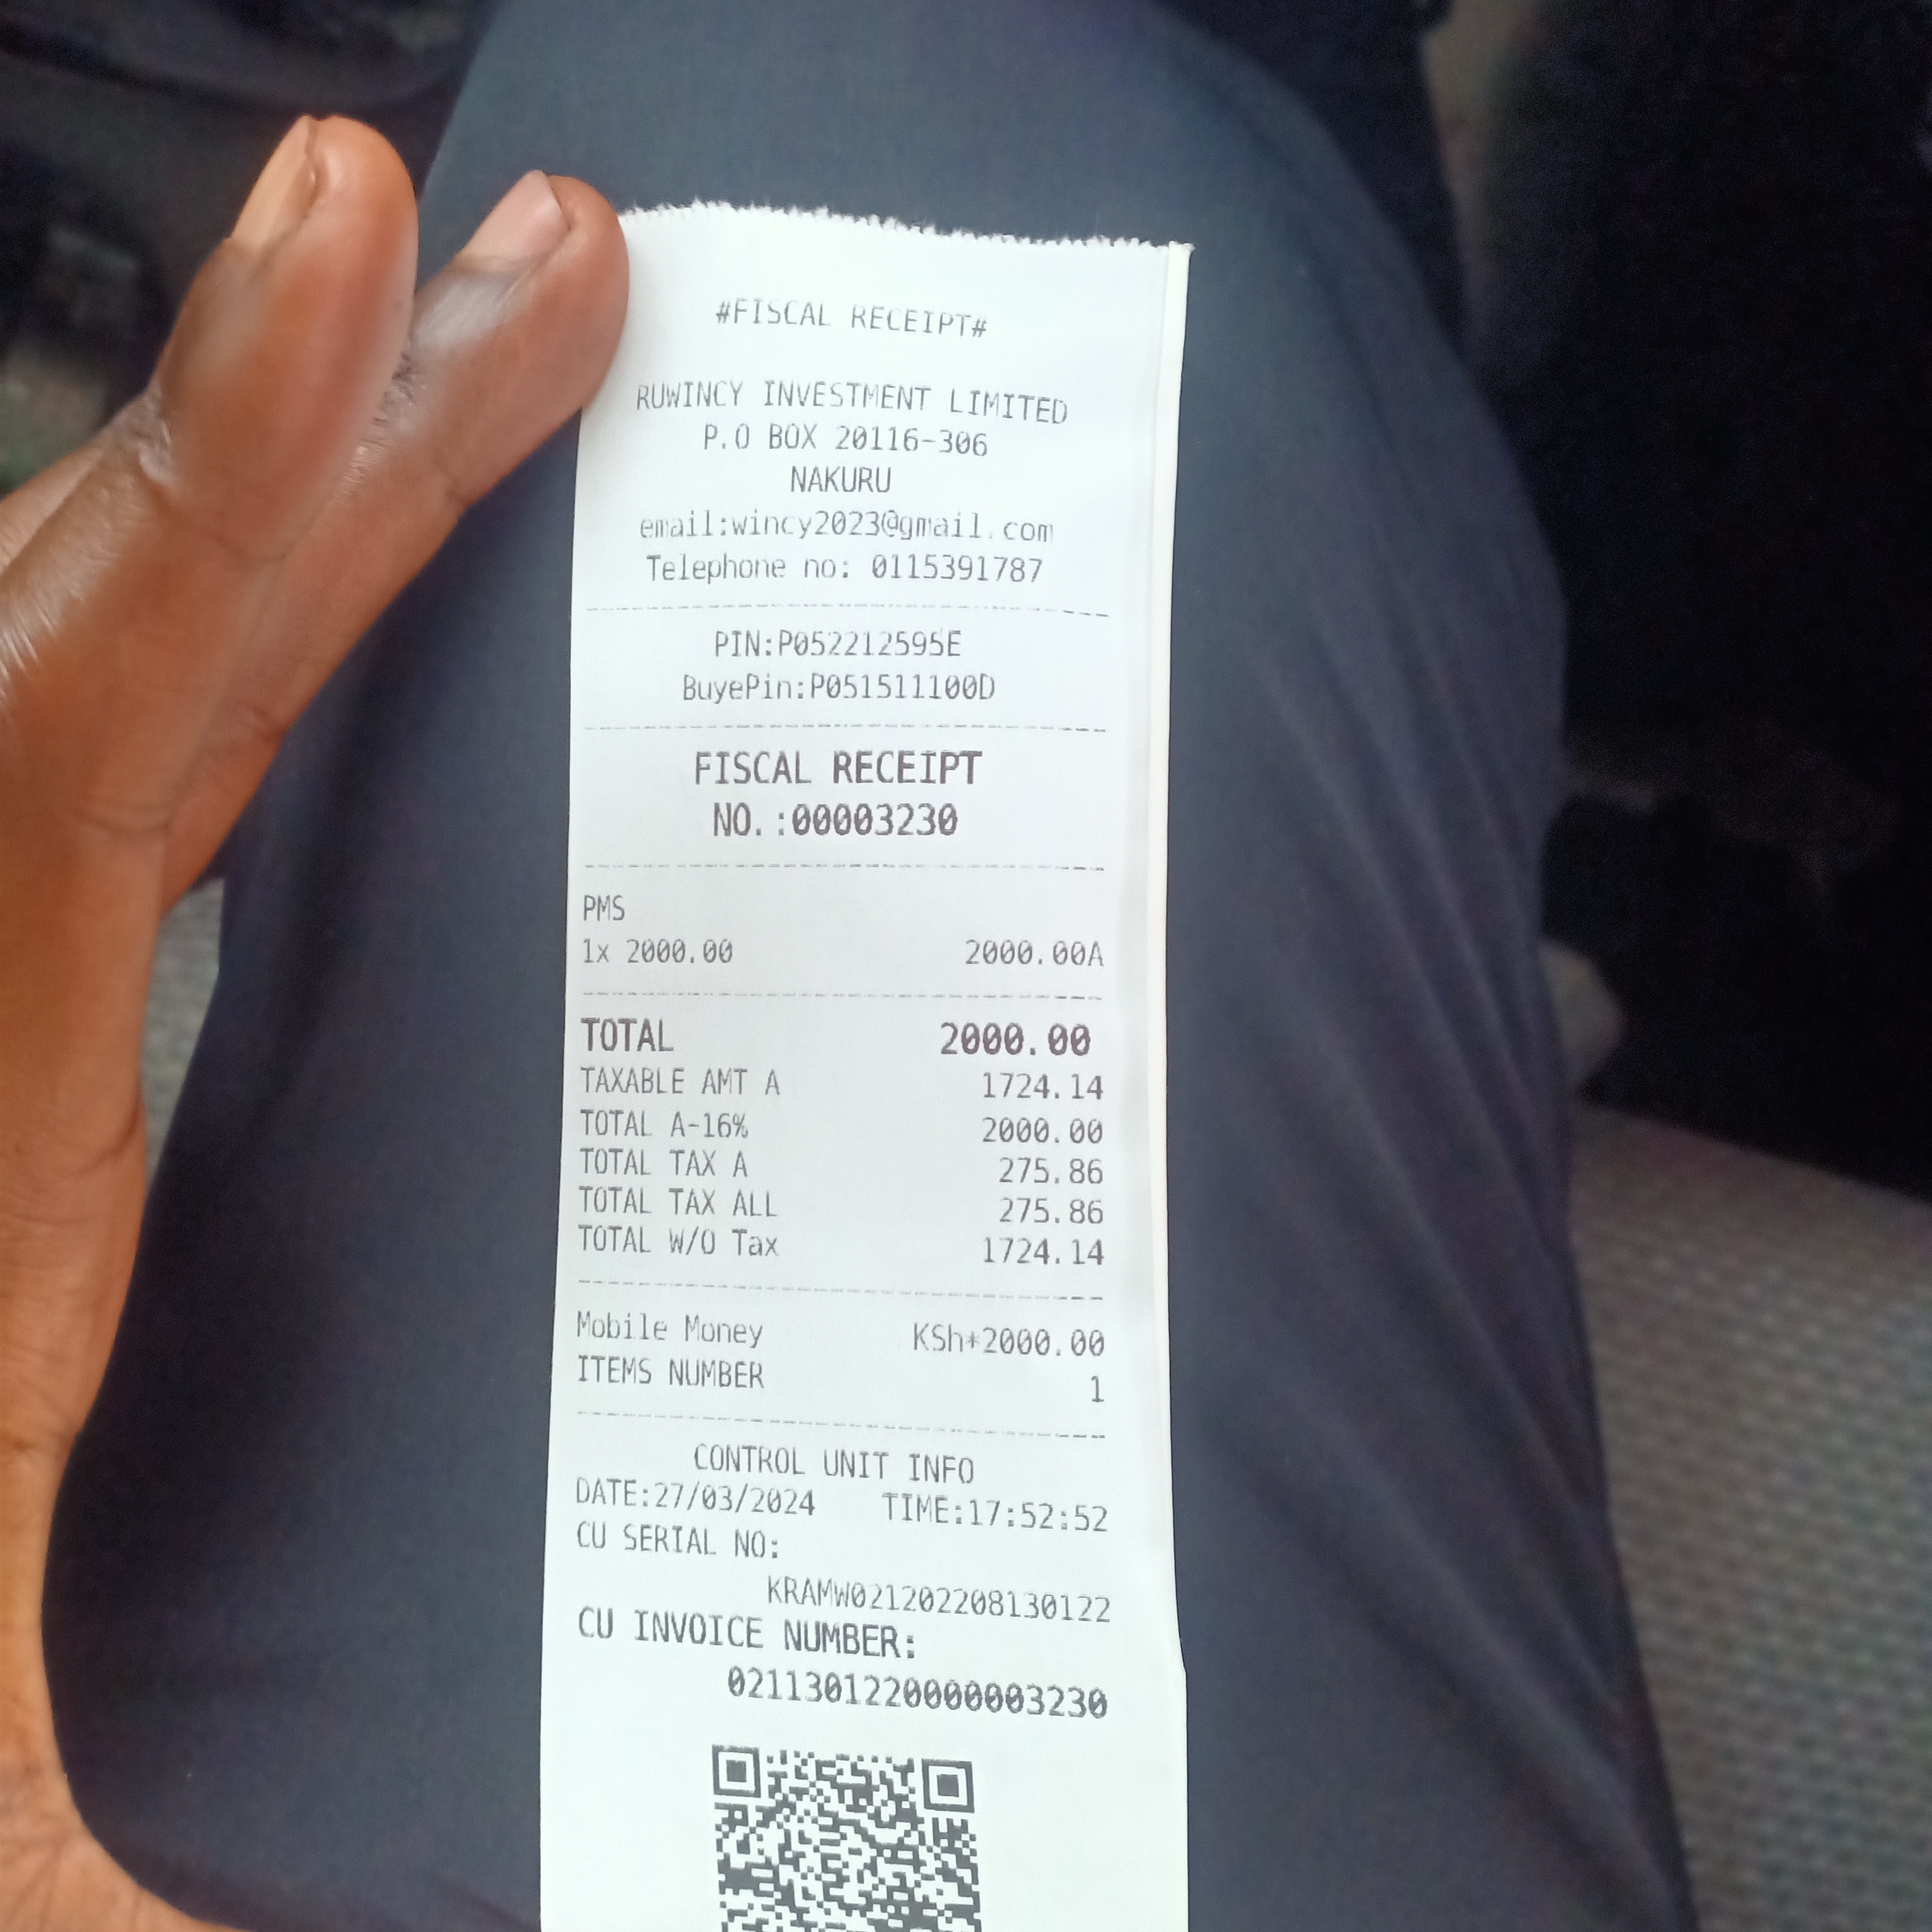 #FISCAL RECEIPT#
RUWINCY INVESTMENT LIMITED
P.O BOX 20116-306
NAKURU
email:wincy2023@gmail.com
Telephone no: 0115391787
PIN:P052212595E
BuyePin:P051511100D
FISCAL RECEIPT
NO.:00003230
PMS
1x 2000.00 2000.00A
TOTAL 2000.00
TAXABLE AMT A 1724.14
TOTAL A-16% 2000.00
TOTAL TAX A 275.86
TOTAL TAX ALL 275.86
TOTAL W/O Tax 1724.14
Mobile Money KSh*2000.00
ITEMS NUMBER 1
CONTROL UNIT INFO
DATE:27/03/2024 TIME:17:52:52
CU SERIAL NO:
KRAMW021202208130122
CU INVOICE NUMBER:
0211301220000003230